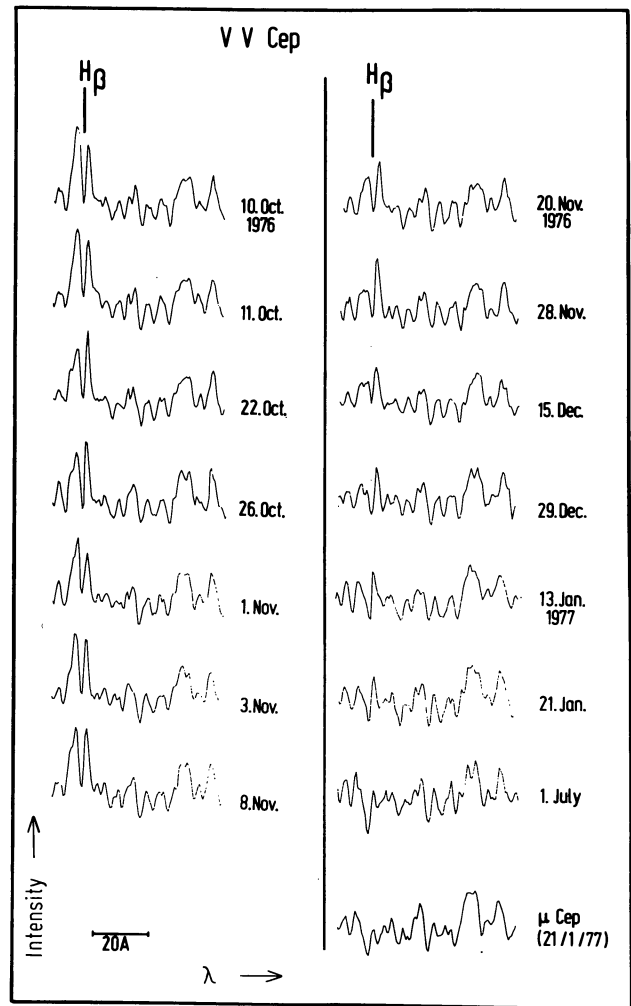 V V Cep
Hβ
10. Oct.
1976
11. Oct.
22. Oct.
26. Oct.
1. Nov.
3. Nov.
8. Nov.
Intensity →
20A
λ →
Hβ
20. Nov.
1976
28. Nov.
15. Dec.
29. Dec.
13. Jan.
1977
21. Jan.
1. July
μ Cep
(21/1/77)